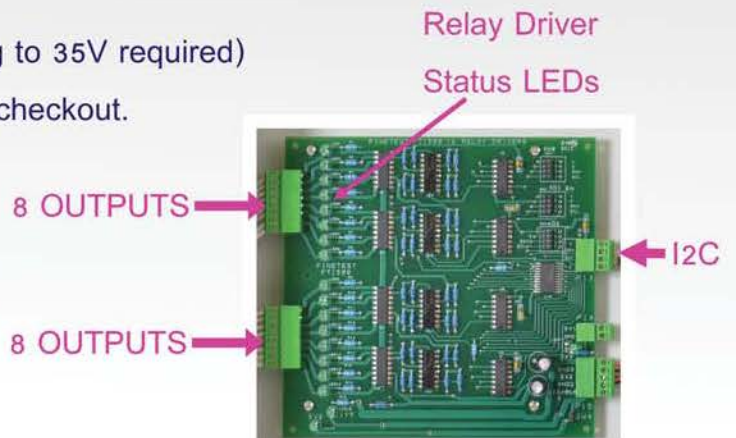 Relay Driver
g to 35V required)
Status LEDs
checkout.
8 OUTPUTS
I2C
8 OUTPUTS